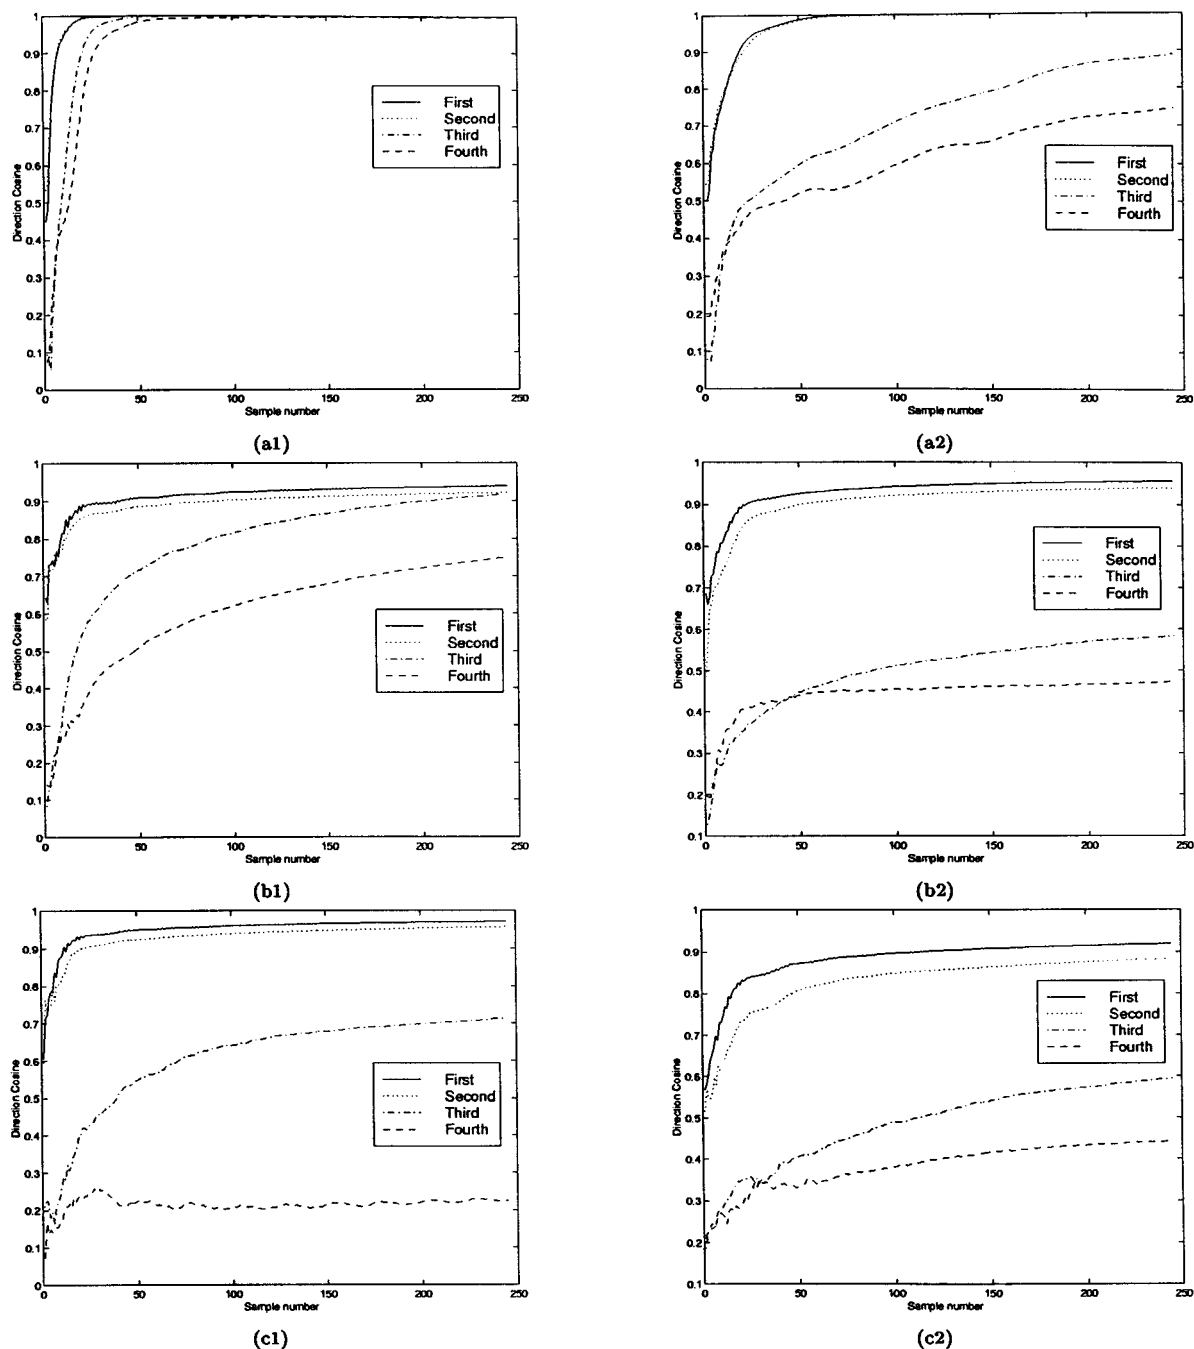 1
0.9
0.8
0.7
0.6
0.5
0.4
0.3
0.2
0.1
0
Direction Cosine
First
Second
Third
Fourth
0 50 100 150 200 250
Sample number
(a1)
1
0.9
0.8
0.7
0.6
0.5
0.4
0.3
0.2
0.1
0
Direction Cosine
First
Second
Third
Fourth
0 50 100 150 200 250
Sample number
(a2)
1
0.9
0.8
0.7
0.6
0.5
0.4
0.3
0.2
0.1
0
Direction Cosine
First
Second
Third
Fourth
0 50 100 150 200 250
Sample number
(b1)
1
0.9
0.8
0.7
0.6
0.5
0.4
0.3
0.2
0.1
Direction Cosine
First
Second
Third
Fourth
0 50 100 150 200 250
Sample number
(b2)
1
0.9
0.8
0.7
0.6
0.5
0.4
0.3
0.2
0.1
0
Direction Cosine
First
Second
Third
Fourth
0 50 100 150 200 250
Sample number
(c1)
1
0.9
0.8
0.7
0.6
0.5
0.4
0.3
0.2
0.1
Direction Cosine
First
Second
Third
Fourth
0 50 100 150 200 250
Sample number
(c2)